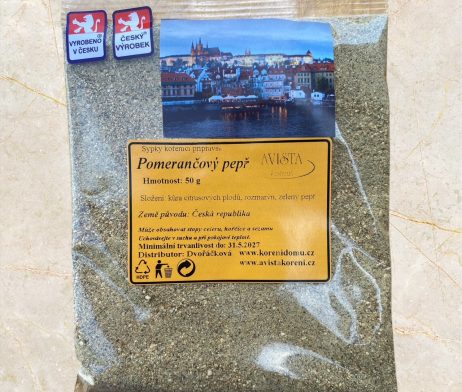 VYROBENO
V ČESKU
ČESKÝ
VÝROBEK
Sypký kořenící přípravek
Pomerančový pepř
AVISTA
Hmotnost: 50 g
Složení: kůra citrusových plodů, rozmarýn, zelený pepř
Země původu: Česká republika
Může obsahovat stopy celeru, hořčice a sezamu
Uchovávejte v suchu a při pokojové teplotě.
Minimální trvanlivost do: 31.5.2027
Distributor: Dvořáčková www.korenidomu.cz
www.avistakoreni.cz
HDPE